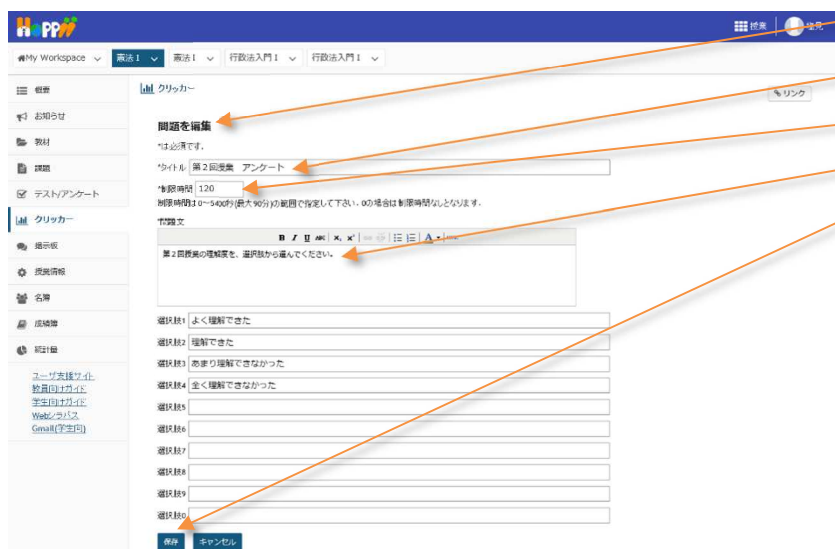 HoPPii
授業
My Workspace
憲法Ⅰ
憲法Ⅰ
行政法入門Ⅰ
行政法入門Ⅰ
概要
お知らせ
教材
課題
テスト/アンケート
クリッカー
掲示板
授業情報
名簿
成績簿
統計量
ユーザ支援サイト
教員向けガイド
学生向けガイド
Webシラバス
Gmail(学生向)
クリッカー
リンク
問題を編集
*は必須です。
*タイトル 第2回授業 アンケート
*制限時間 120
制限時間は0～5400秒(最大90分)の範囲で指定して下さい。0の場合は制限時間なしとなります。
*問題文
B I U ABC X₂ X²
第2回授業の理解度を、選択肢から選んでください。
選択肢1 よく理解できた
選択肢2 理解できた
選択肢3 あまり理解できなかった
選択肢4 全く理解できなかった
選択肢5
選択肢6
選択肢7
選択肢8
選択肢9
選択肢0
保存 キャンセル